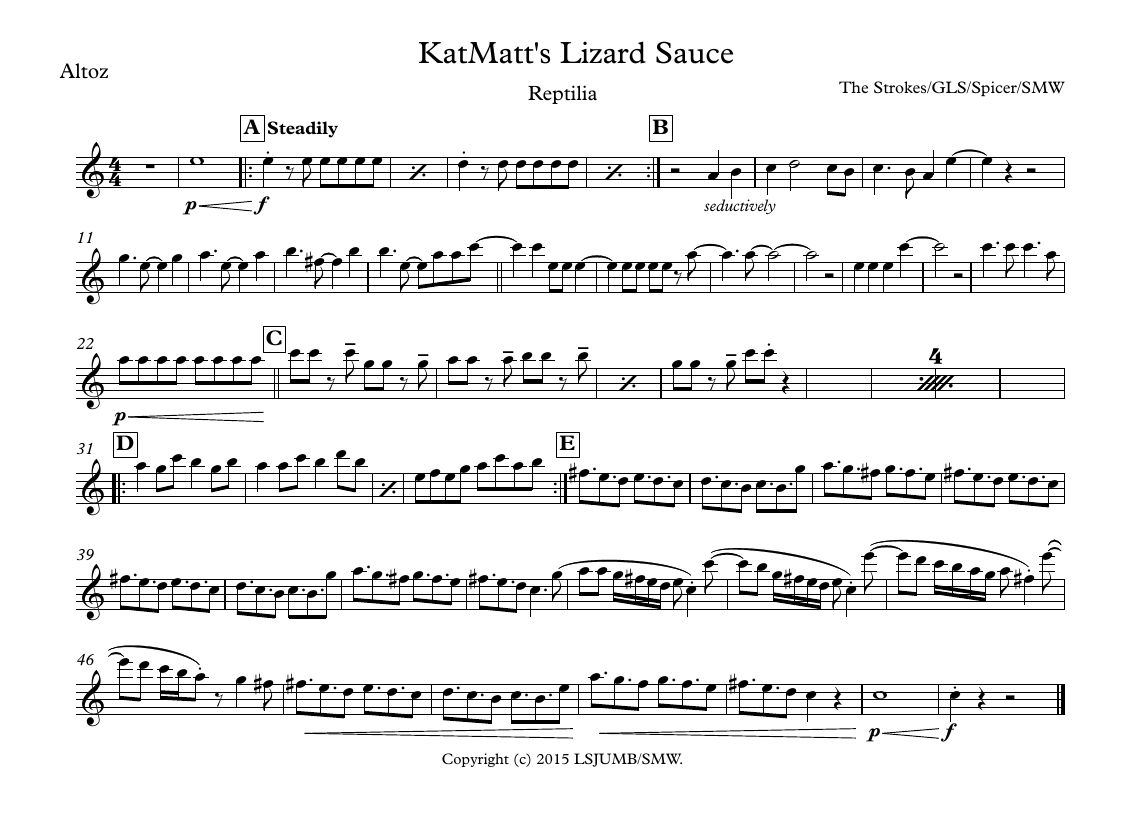 KatMatt's Lizard Sauce
Altoz
Reptilia
The Strokes/GLS/Spicer/SMW
A Steadily
B
4
4
p f
seductively
11
22
C
4
p
31
D
E
39
46
p f
Copyright (c) 2015 LSJUMB/SMW.